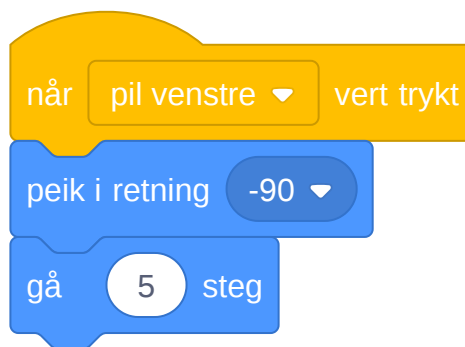 når pil venstre vert trykt
peik i retning -90
gå 5 steg